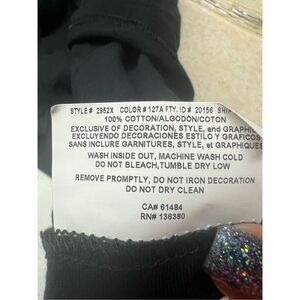 STYLE# 2952X COLOR# 127A FTY. ID# 20156 SHIP
100% COTTON/ALGODÓN/COTON
EXCLUSIVE OF DECORATION, STYLE, and GRAPHIC
EXCLUYENDO DECORACIONES ESTILO Y GRAFICOS
SANS INCLURE GARNITURES, STYLE, et GRAPHIQUES
WASH INSIDE OUT, MACHINE WASH COLD
DO NOT BLEACH, TUMBLE DRY LOW
REMOVE PROMPTLY, DO NOT IRON DECORATION
DO NOT DRY CLEAN
CA# 61484
RN# 136380